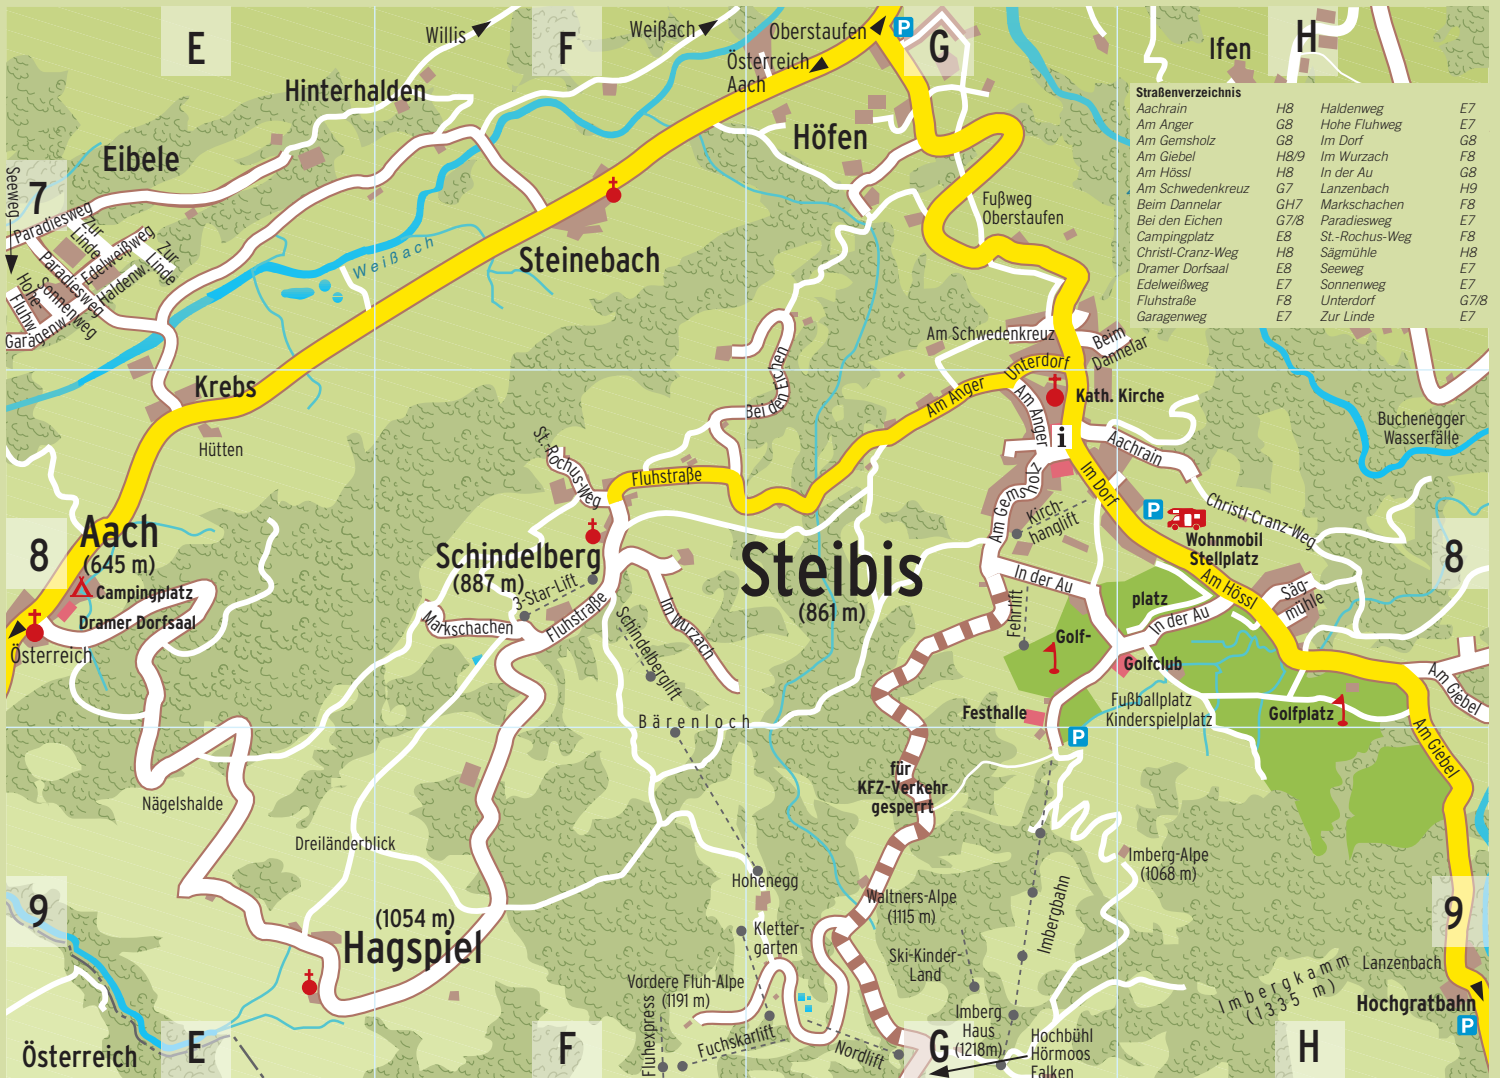 E
F
G
H
Willis
Weißach
Oberstaufen
P
Österreich
Aach
Ifen
Hinterhalden
Eibele
Höfen
Straßenverzeichnis
Aachrain H8 Haldenweg E7
Am Anger G8 Hohe Fluhweg E7
Am Gemsholz G8 Im Dorf G8
Am Giebel H8/9 Im Wurzach F8
Am Hössl H8 In der Au G8
Am Schwedenkreuz G7 Lanzenbach H9
Beim Dannelar GH7 Markschachen F8
Bei den Eichen G7/8 Paradiesweg E7
Campingplatz E8 St.-Rochus-Weg F8
Christl-Cranz-Weg H8 Sägmühle H8
Dramer Dorfsaal E8 Seeweg E7
Edelweißweg E7 Sonnenweg E7
Fluhstraße F8 Unterdorf G7/8
Garagenweg E7 Zur Linde E7
7
Seeweg
Paradiesweg
Zur
Linde
Edelweißweg
Zur
Linde
Paradiesweg
Haldenw.
Hohe-
Fluhw.
Sonnenweg
Garagenw.
Weißach
Steinebach
Fußweg
Oberstaufen
Am Schwedenkreuz
Beim
Dannelar
Unterdorf
Krebs
Hütten
Bei den Eichen
Am Anger
Am Anger
Kath. Kirche
i
Aachrain
Buchenegger
Wasserfälle
St.-Rochus-Weg
Fluhstraße
Im Dorf
Am Gemsholz
Kirch-
hanglift
P
Christl-Cranz-Weg
Wohnmobil
Stellplatz
8
Aach
(645 m)
Campingplatz
Dramer Dorfsaal
Österreich
Schindelberg
(887 m)
3-Star-Lift
Markschachen
Fluhstraße
Schindelberglift
Im Wurzach
Steibis
(861 m)
In der Au
Fehrlift
platz
Golf-
In der Au
Am Hössl
Säg-
mühle
8
Golfclub
Fußballplatz
Kinderspielplatz
Festhalle
P
Golfplatz
Am Giebel
Am Giebel
Bärenloch
für
KFZ-Verkehr
gesperrt
Nägelshalde
Dreiländerblick
Hohenegg
Imberg-Alpe
(1068 m)
Waltners-Alpe
(1115 m)
Imbergbahn
9
9
(1054 m)
Hagspiel
Kletter-
garten
Ski-Kinder-
Land
Vordere Fluh-Alpe
(1191 m)
Fluhexpress
Fuchskarlift
Nordlift
Imberg
Haus
(1218m)
Hochbühl
Hörmoos
Falken
Imbergkamm
(1335 m)
Lanzenbach
Hochgratbahn
P
Österreich
E
F
G
H